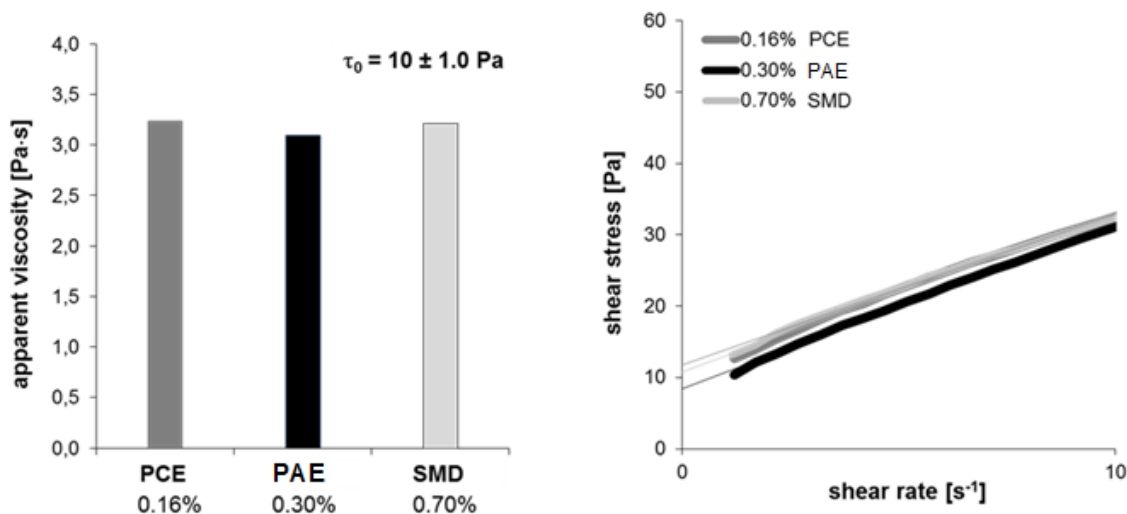 apparent viscosity [Pa·s]
4,0
3,5
3,0
2,5
2,0
1,5
1,0
0,5
0,0
τ0 = 10 ± 1.0 Pa
PCE PAE SMD
0.16% 0.30% 0.70%
shear stress [Pa]
60
50
40
30
20
10
0
0.16% PCE
0.30% PAE
0.70% SMD
0 10
shear rate [s-1]